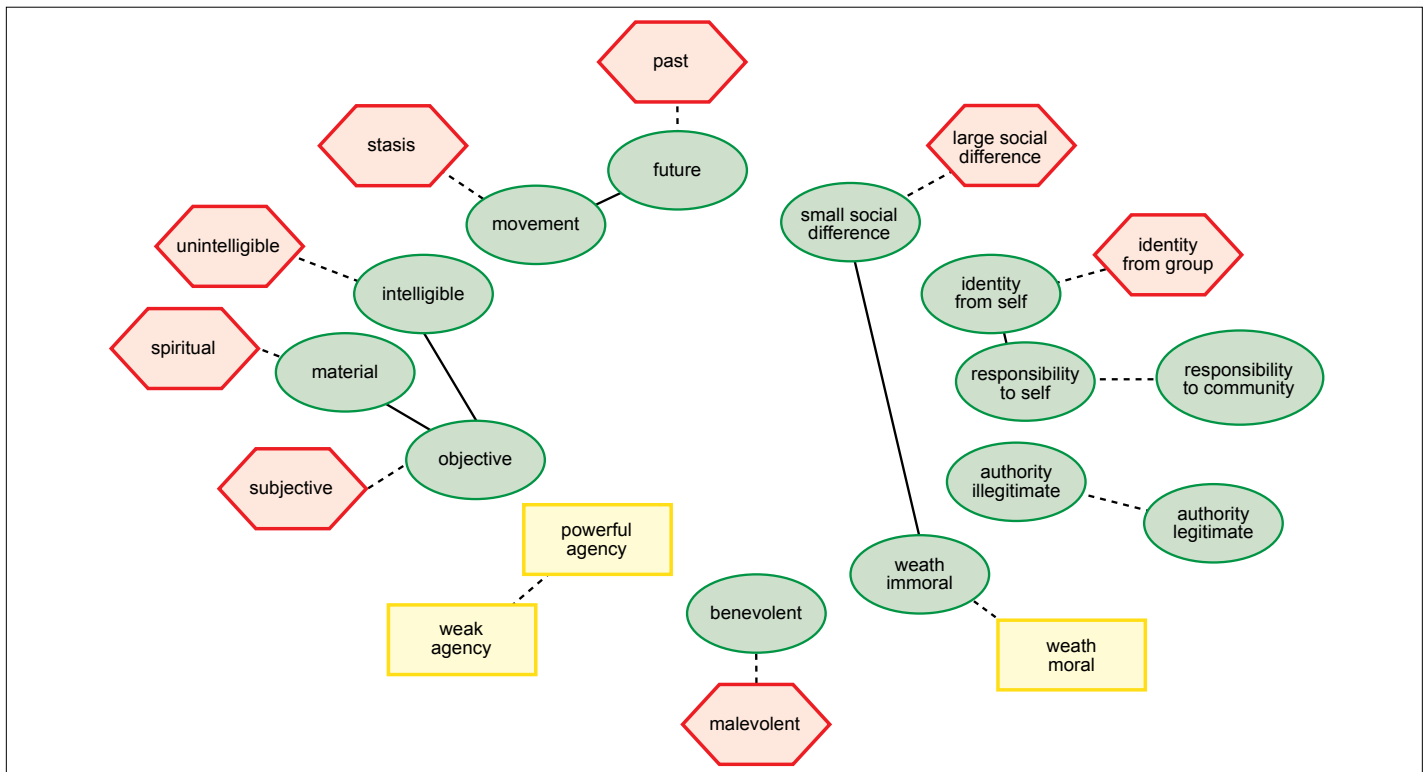 past
stasis
future
movement
large social
difference
small social
difference
unintelligible
intelligible
identity
from group
identity
from self
spiritual
material
responsibility
to self
responsibility
to community
objective
subjective
authority
illegitimate
authority
legitimate
powerful
agency
weak
agency
weath
immoral
benevolent
weath
moral
malevolent